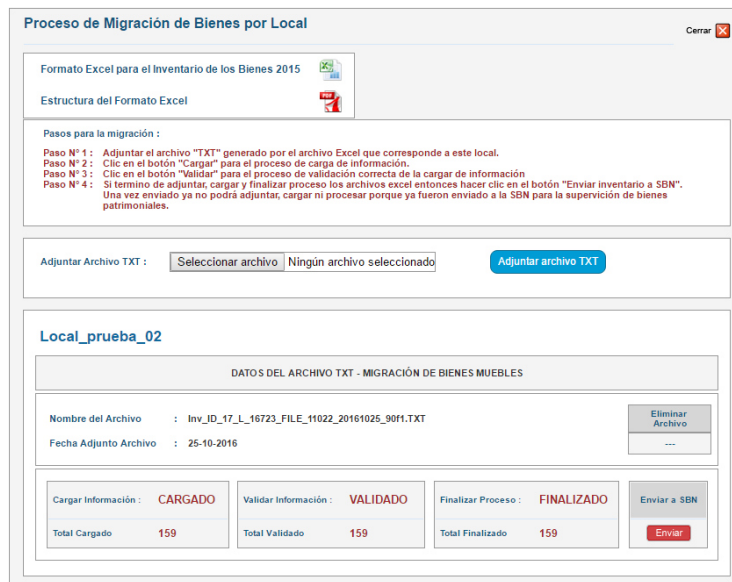 Proceso de Migración de Bienes por Local
Cerrar
Formato Excel para el Inventario de los Bienes 2015
Estructura del Formato Excel
PDF
Pasos para la migración :
Paso N° 1 : Adjuntar el archivo "TXT" generado por el archivo Excel que corresponde a este local.
Paso N° 2 : Clic en el botón "Cargar" para el proceso de carga de información.
Paso N° 3 : Clic en el botón "Validar" para el proceso de validación correcta de la cargar de información
Paso N° 4 : Si termino de adjuntar, cargar y finalizar proceso los archivos excel entonces hacer clic en el botón "Enviar inventario a SBN".
Una vez enviado ya no podrá adjuntar, cargar ni procesar porque ya fueron enviado a la SBN para la supervición de bienes
patrimoniales.
Adjuntar Archivo TXT : Seleccionar archivo Ningún archivo seleccionado Adjuntar archivo TXT
Local_prueba_02
DATOS DEL ARCHIVO TXT - MIGRACIÓN DE BIENES MUEBLES
Nombre del Archivo : Inv_ID_17_L_16723_FILE_11022_20161025_90f1.TXT
Fecha Adjunto Archivo : 25-10-2016
Eliminar
Archivo
---
Cargar Información : CARGADO
Total Cargado 159
Validar Información : VALIDADO
Total Validado 159
Finalizar Proceso : FINALIZADO
Total Finalizado 159
Enviar a SBN
Enviar